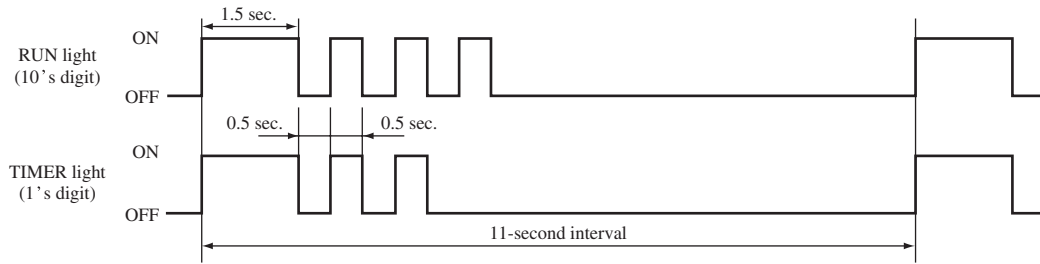 1.5 sec.
ON
RUN light
(10's digit)
OFF
0.5 sec.
0.5 sec.
ON
TIMER light
(1's digit)
OFF
11-second interval